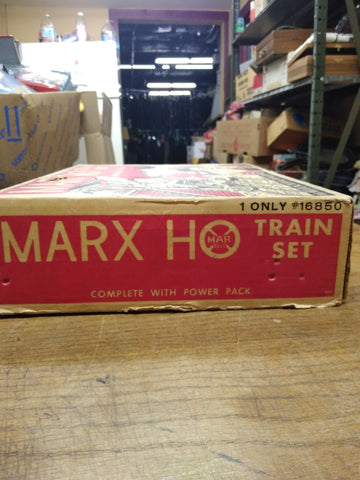 1 ONLY #16850
MARX HO TRAIN SET
MAR
COMPLETE WITH POWER PACK